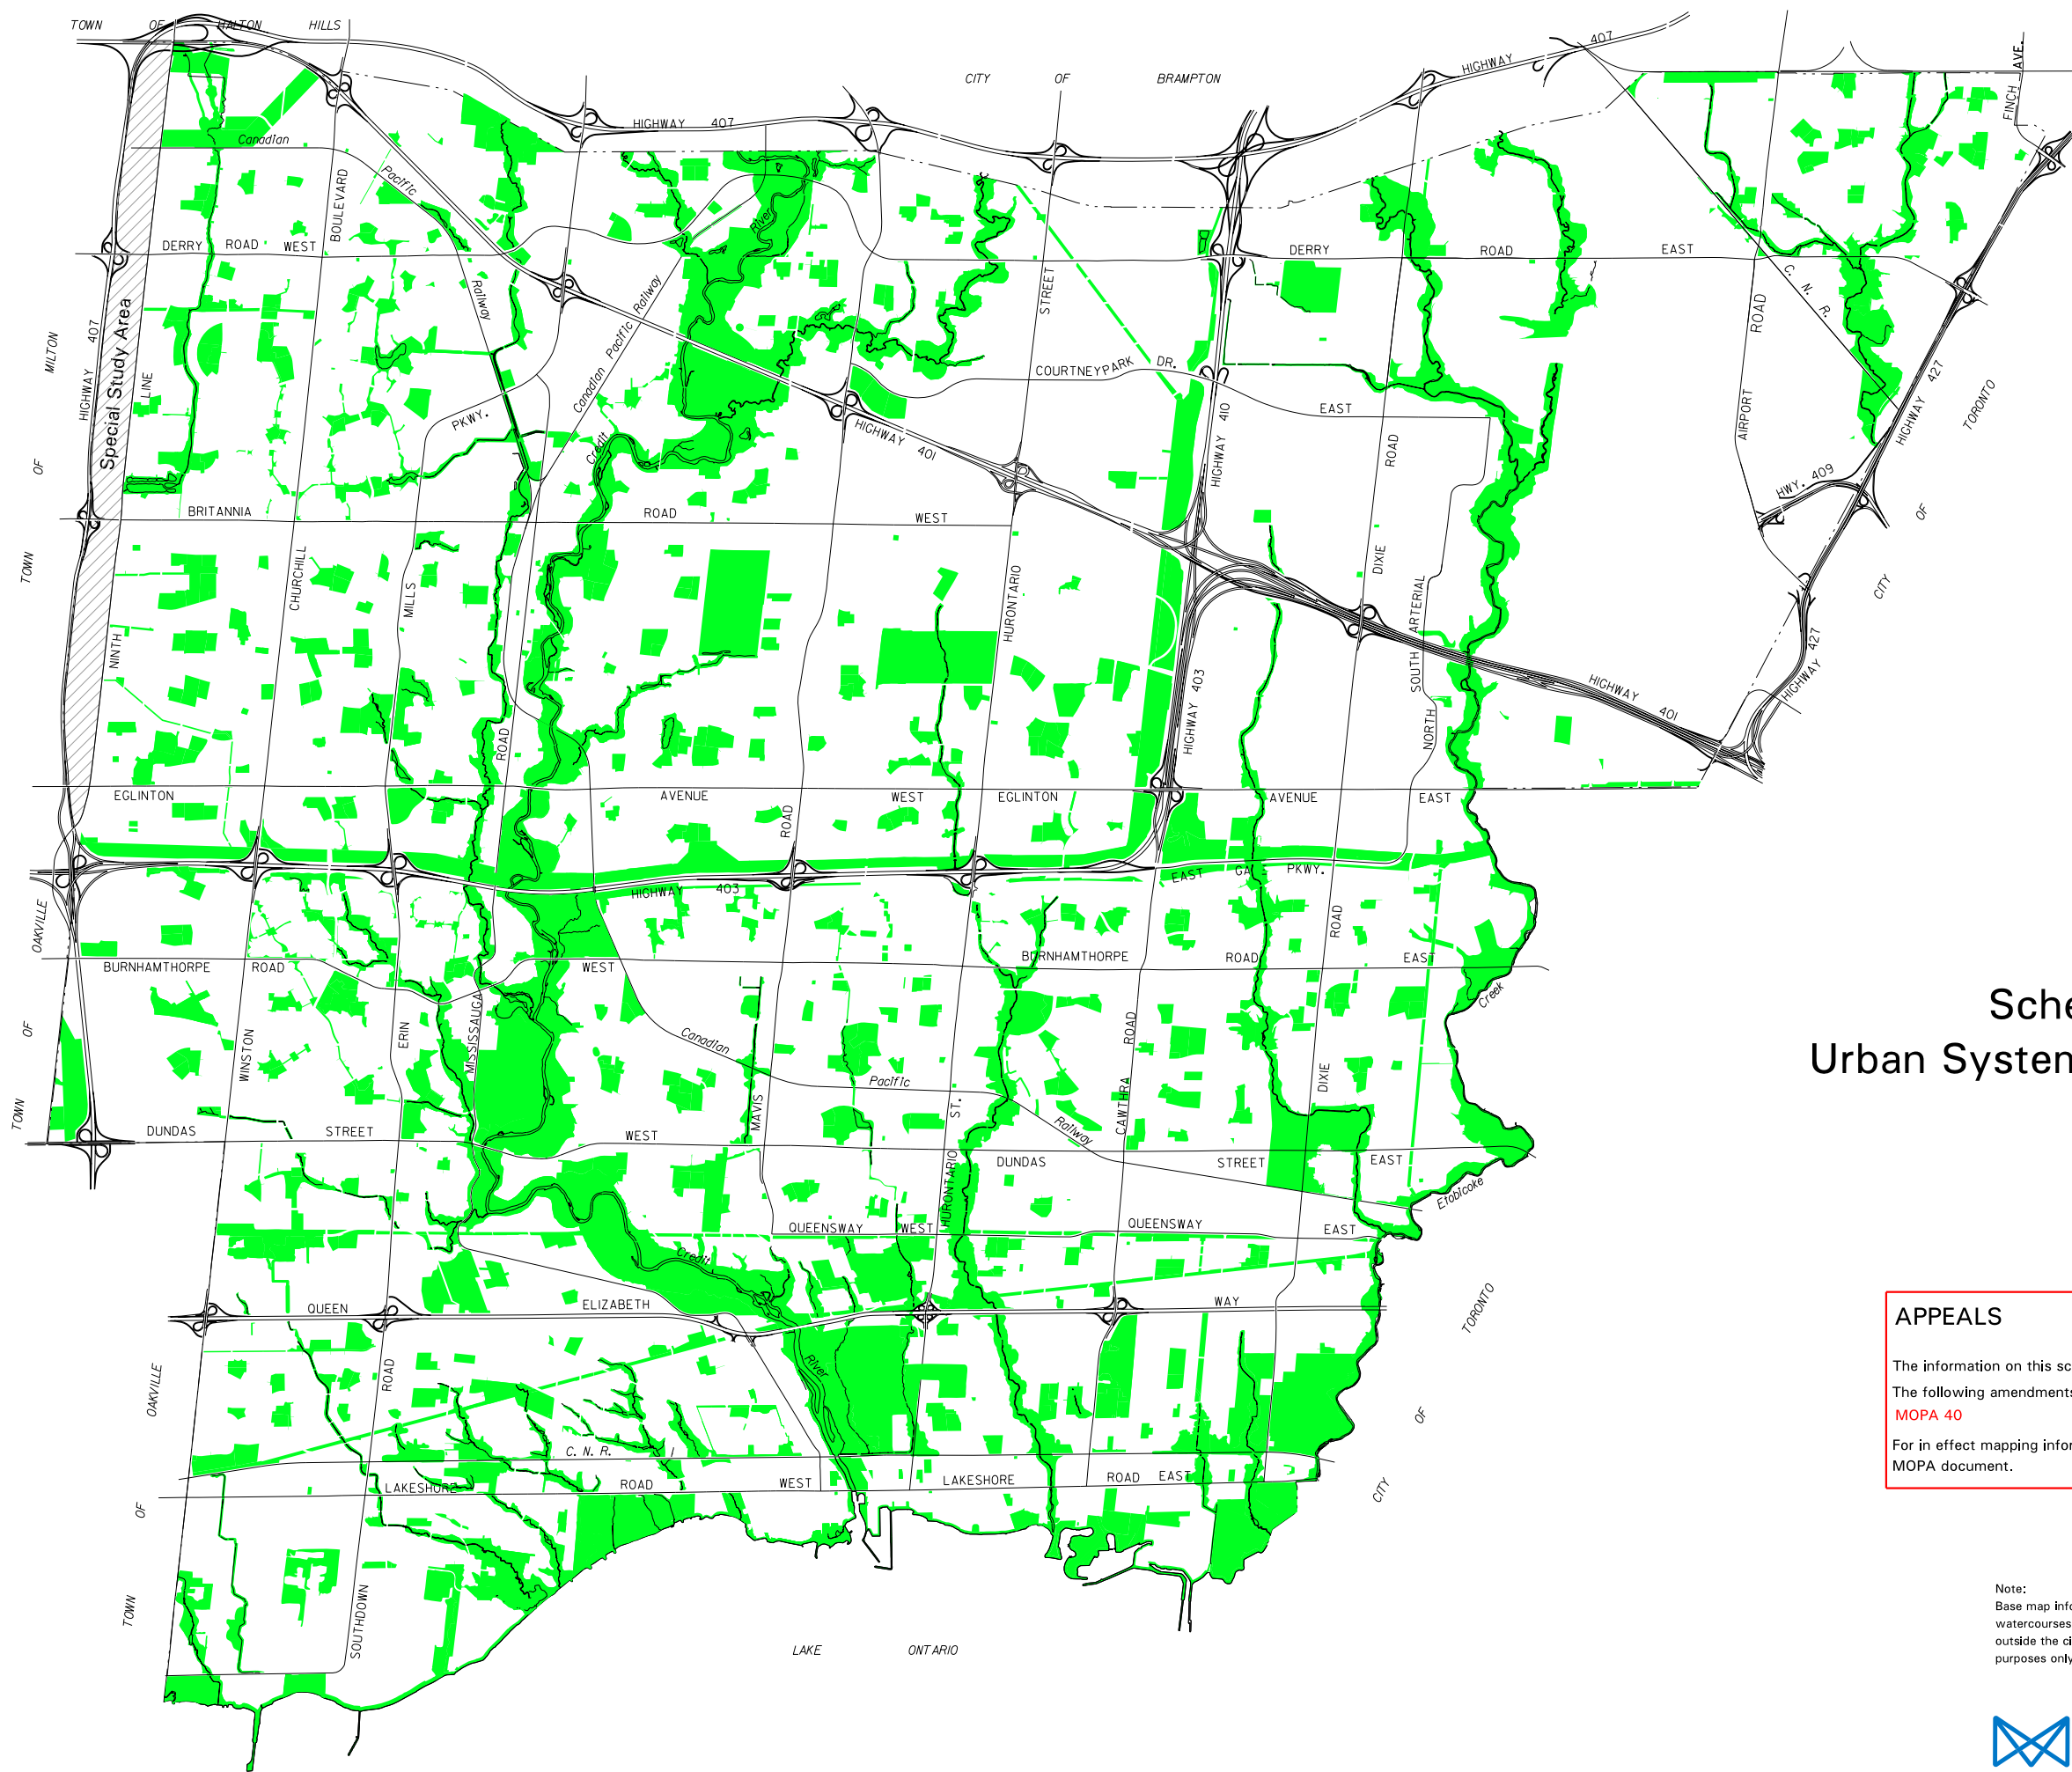 TOWN OF HALTON HILLS
CITY OF BRAMPTON
HIGHWAY 407
FINCH AVE.
HIGHWAY 407
Canadian
Pacific
Railway
BOULEVARD
River
DERRY ROAD WEST
DERRY ROAD EAST
C. N. R.
STREET
ROAD
Canadian Pacific Railway
MILTON
HIGHWAY 407
Special Study Area
LINE
COURTNEYPARK DR.
EAST
HIGHWAY 427
TORONTO
PKWY.
HIGHWAY 401
HIGHWAY 410
ROAD
AIRPORT
Credit
OF
HWY. 409
BRITANNIA ROAD WEST
OF
TOWN
CHURCHILL
MILLS
HURONTARIO
DIXIE
SOUTH ARTERIAL
CITY
NINTH
HIGHWAY 427
HIGHWAY 401
HIGHWAY 403
NORTH
ROAD
EGLINTON AVENUE WEST EGLINTON AVENUE EAST
ROAD
HIGHWAY 403
EAST
PKWY.
OAKVILLE
ROAD
BURNHAMTHORPE ROAD WEST BURNHAMTHORPE ROAD EAST
Creek
Sche
OF
WINSTON
ERIN
MISSISSAUGA
Canadian
Pacific
Railway
ROAD
Urban System
DIXIE
TOWN
MAVIS
ST.
CAWTHRA
DUNDAS STREET WEST DUNDAS STREET EAST
Etobicoke
HURONTARIO
QUEENSWAY WEST QUEENSWAY EAST
Credit
QUEEN ELIZABETH WAY
TORONTO
APPEALS
The information on this sc
The following amendments
MOPA 40
For in effect mapping infor
MOPA document.
River
ROAD
OAKVILLE
OF
C. N. R.
LAKESHORE ROAD WEST LAKESHORE ROAD EAST
CITY
OF
TOWN
SOUTHDOWN
LAKE ONTARIO
Note:
Base map info
watercourses
outside the ci
purposes only